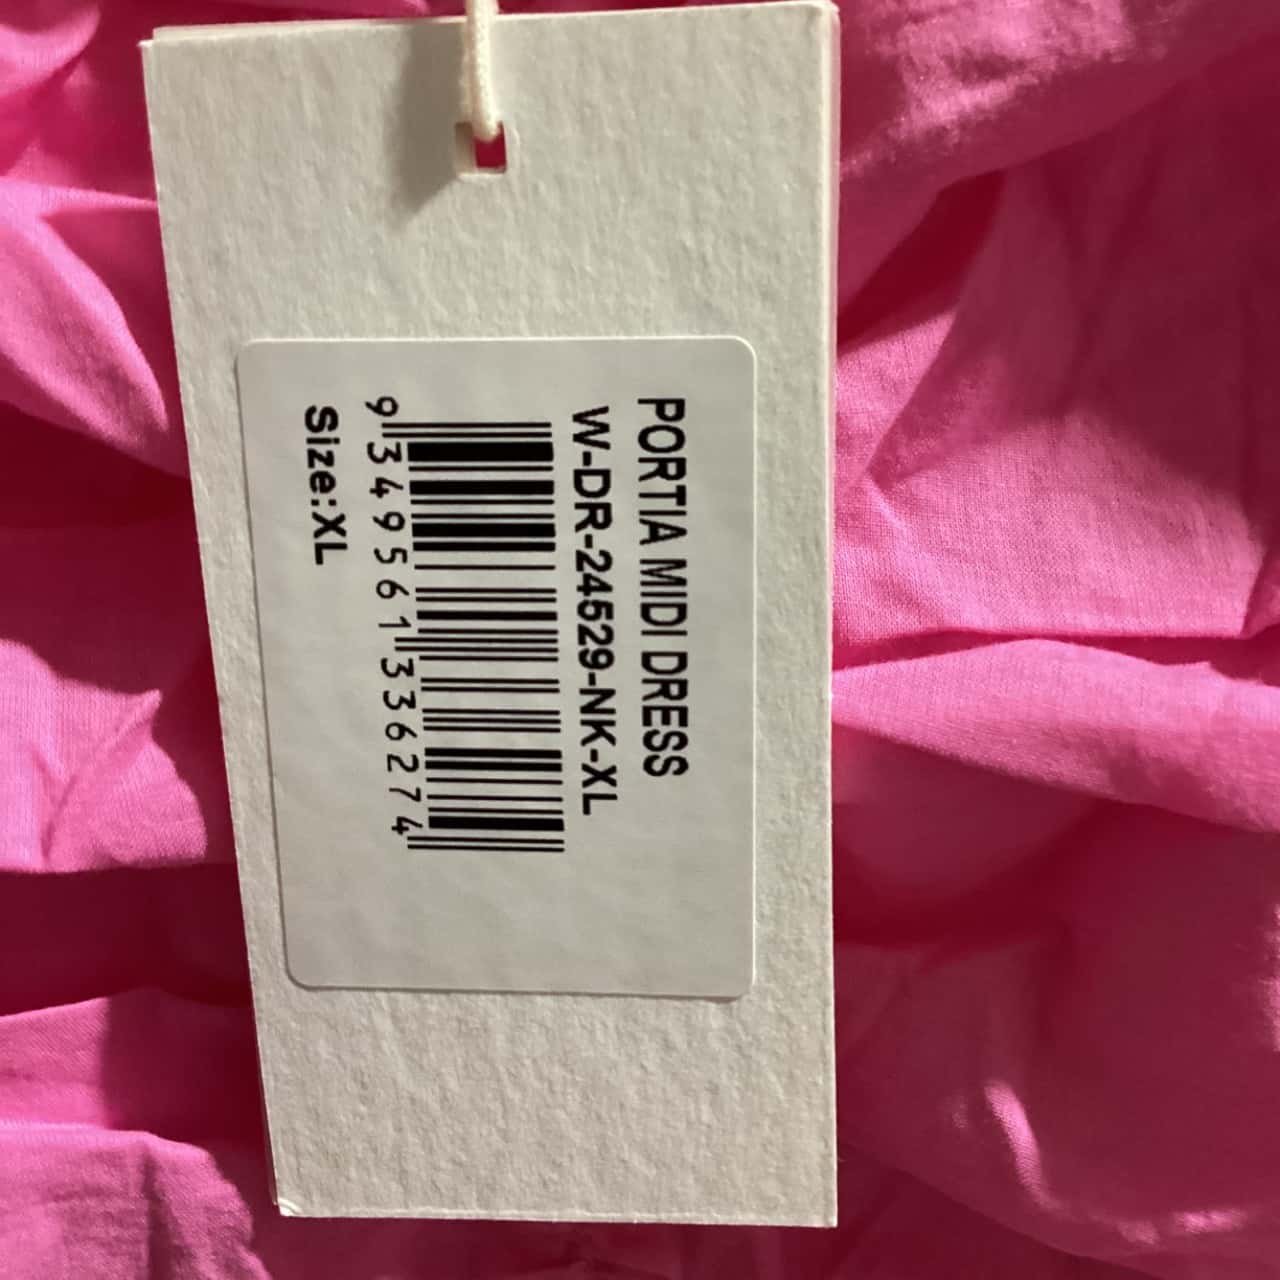 PORTIA MIDI DRESS
W-DR-24529-NK-XL
9 349561 336274
Size:XL